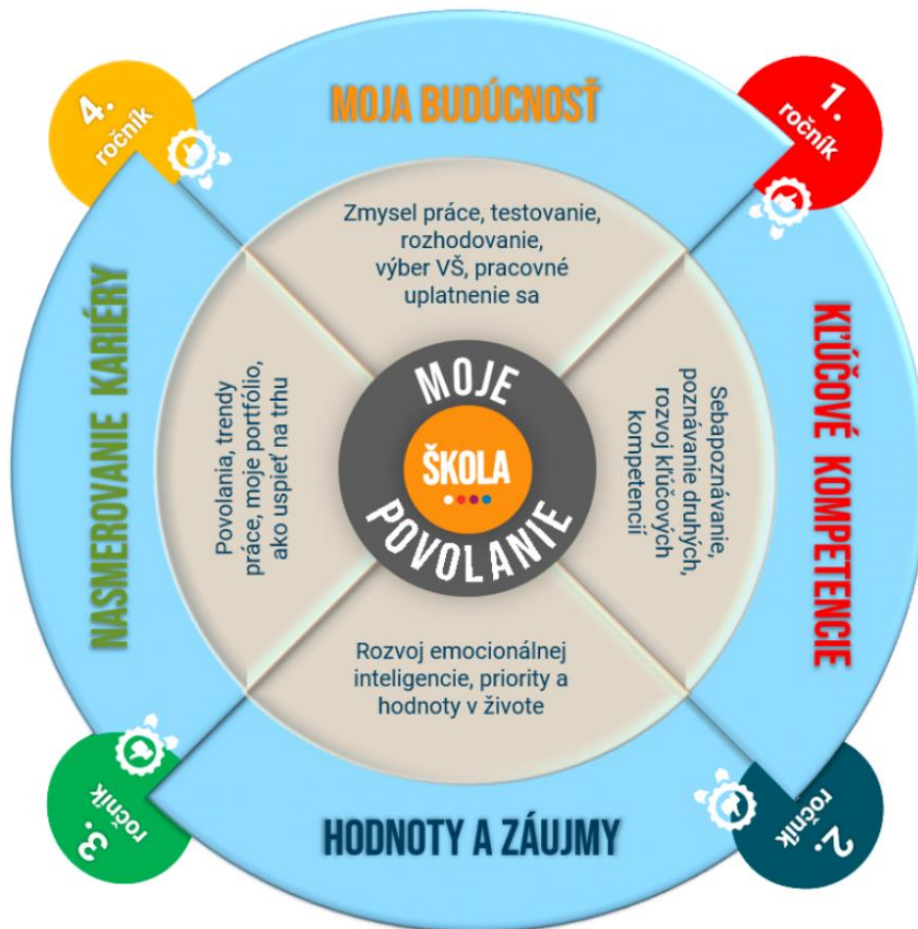 MOJA BUDÚCNOSŤ
Zmysel práce, testovanie,
rozhodovanie,
výber VŠ, pracovné
uplatnenie sa
1.
ročník
KĽÚČOVÉ KOMPETENCIE
Sebapoznávanie,
poznávanie druhých,
rozvoj kľúčových
kompetencií
2.
ročník
HODNOTY A ZÁUJMY
Rozvoj emocionálnej
inteligencie, priority a
hodnoty v živote
3.
ročník
NASMEROVANIE KARIÉRY
Povolania, trendy
práce, moje portfólio,
ako uspieť na trhu
4.
ročník
MOJE
ŠKOLA
POVOLANIE